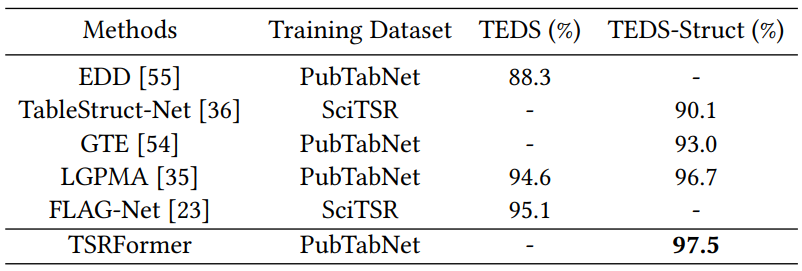 Methods Training Dataset TEDS (%) TEDS-Struct (%)
EDD [55] PubTabNet 88.3 -
TableStruct-Net [36] SciTSR - 90.1
GTE [54] PubTabNet - 93.0
LGPMA [35] PubTabNet 94.6 96.7
FLAG-Net [23] SciTSR 95.1 -
TSRFormer PubTabNet - 97.5